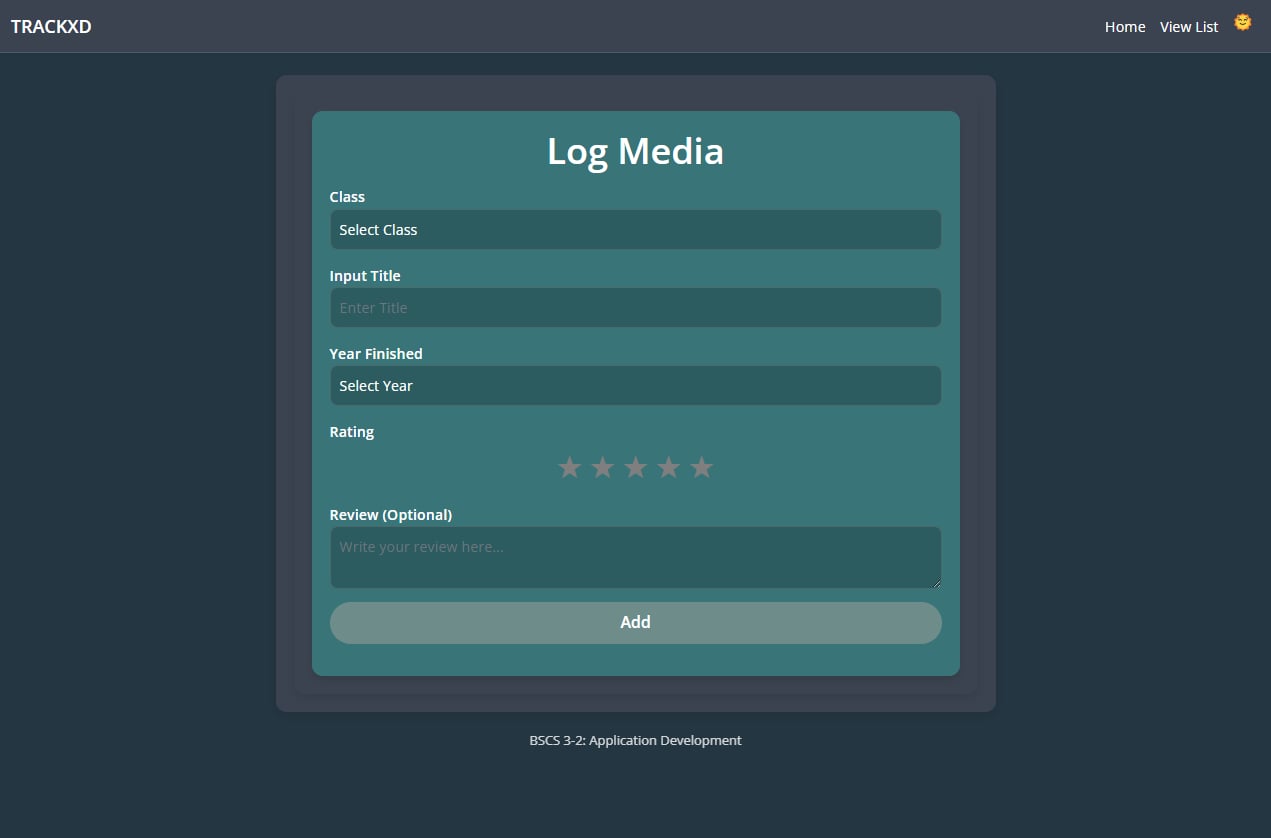 TRACKXD
Home View List
Log Media
Class
Select Class
Input Title
Enter Title
Year Finished
Select Year
Rating
Review (Optional)
Write your review here...
Add
BSCS 3-2: Application Development